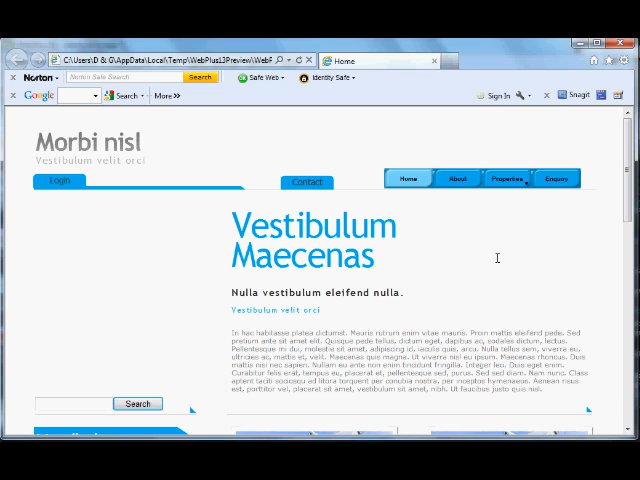 C:\Users\D & G\AppData\Local\Temp\WebPlus13Preview\WebF
Home
Norton
Norton Safe Search
Search
Safe Web
Identity Safe
Google
Search
More »
Sign In
Snagit
Morbi nisl
Vestibulum velit orci
Login
Contact
Home
About
Properties
Enquiry
Vestibulum
Maecenas
Nulla vestibulum eleifend nulla.
Vestibulum velit orci
In hac habitasse platea dictumst. Mauris rutrum enim vitae mauris. Proin mattis eleifend pede. Sed
pretium ante sit amet elit. Quisque pede tellus, dictum eget, dapibus ac, sodales dictum, lectus.
Pellentesque mi dui, molestie sit amet, adipiscing id, iaculis quis, arcu. Nulla tellus sem, viverra eu,
ultricies ac, mattis et, velit. Maecenas quis magna. Ut viverra nisl eu ipsum. Maecenas rhoncus. Duis
mattis nisi nec sapien. Nullam eu ante non enim tincidunt fringilla. Integer leo. Duis eget enim.
Curabitur felis erat, tempus eu, placerat et, pellentesque sed, purus. Sed sed diam. Nam nunc. Class
aptent taciti sociosqu ad litora torquent per conubia nostra, per inceptos hymenaeos. Aenean risus
est, porttitor vel, placerat sit amet, vestibulum sit amet, nibh. Ut faucibus justo quis nisl.
Search